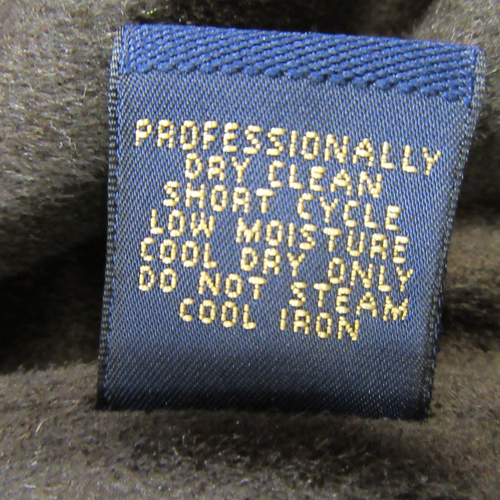 PROFESSIONALLY
DRY CLEAN
SHORT CYCLE
LOW MOISTURE
COOL DRY ONLY
DO NOT STEAM
COOL IRON